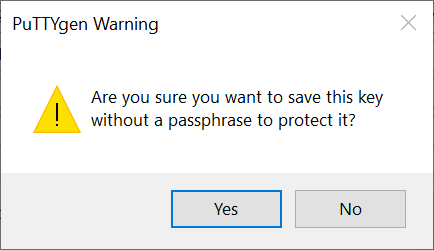 PuTTYgen Warning
Are you sure you want to save this key
without a passphrase to protect it?
Yes
No